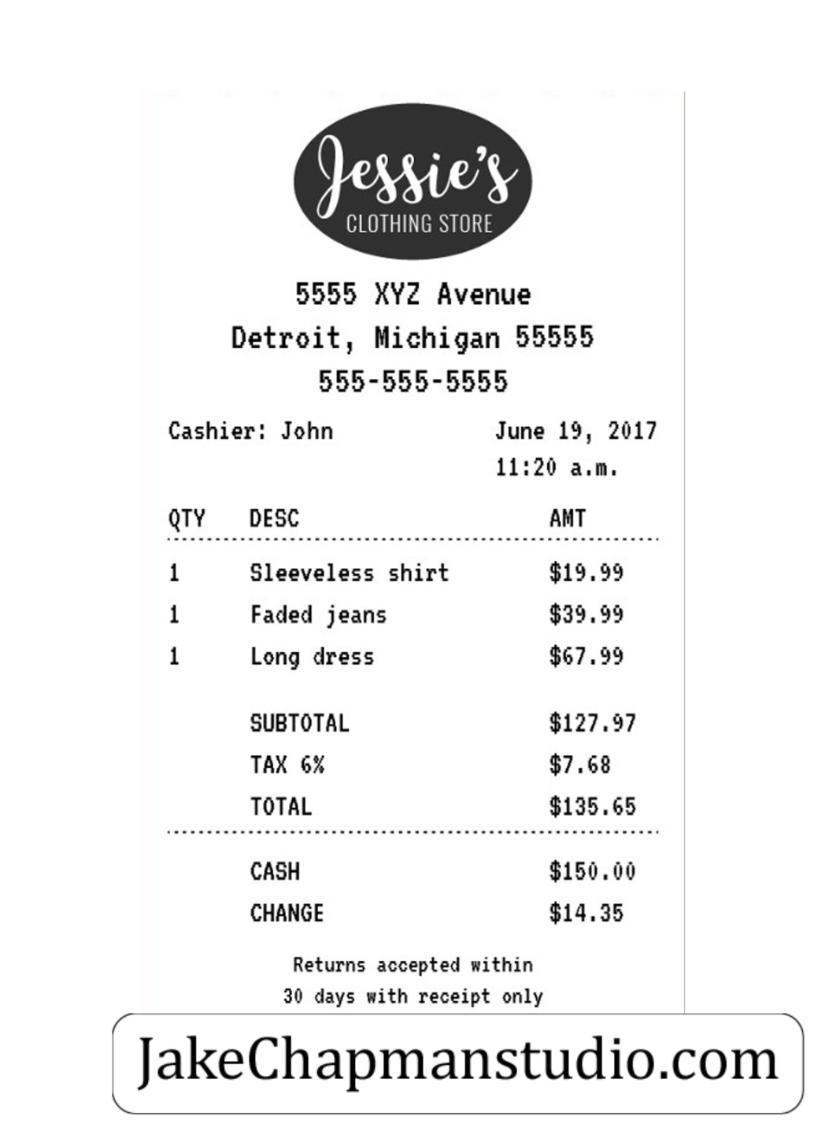 Jessie's
CLOTHING STORE
5555 XYZ Avenue
Detroit, Michigan 55555
555-555-5555
Cashier: John June 19, 2017
11:20 a.m.
QTY DESC AMT
1 Sleeveless shirt $19.99
1 Faded jeans $39.99
1 Long dress $67.99
SUBTOTAL $127.97
TAX 6% $7.68
TOTAL $135.65
CASH $150.00
CHANGE $14.35
Returns accepted within
30 days with receipt only
JakeChapmanstudio.com